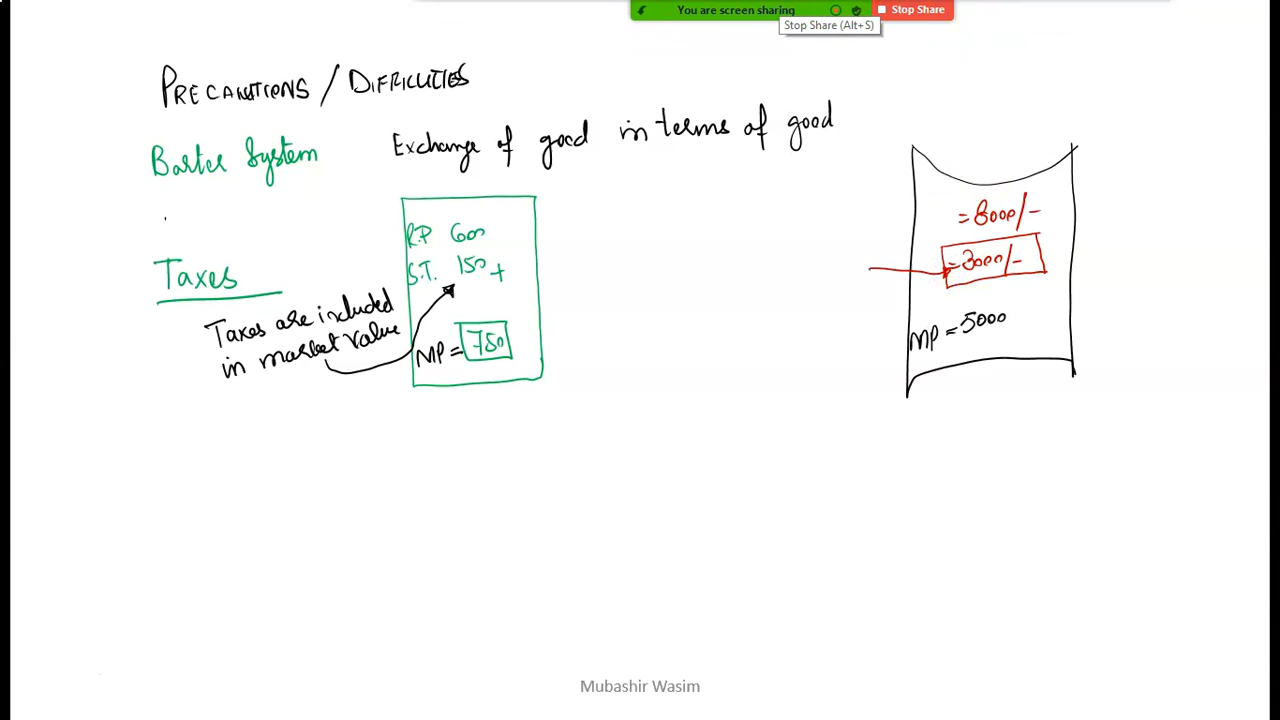 You are screen sharing
Stop Share
Stop Share (Alt+S)
PRECAUTIONS / DIFFICULTIES
Barter System Exchange of good in terms of good
R.P 600
S.T. 150 +
MP = 750
Taxes
Taxes are included
in market value
= 8000/-
= 3000/-
MP = 5000
Mubashir Wasim